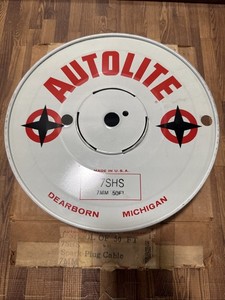 AUTOLITE
MADE IN U.S.A.
7SHS
7MM 50FT
DEARBORN MICHIGAN
Plug Cable